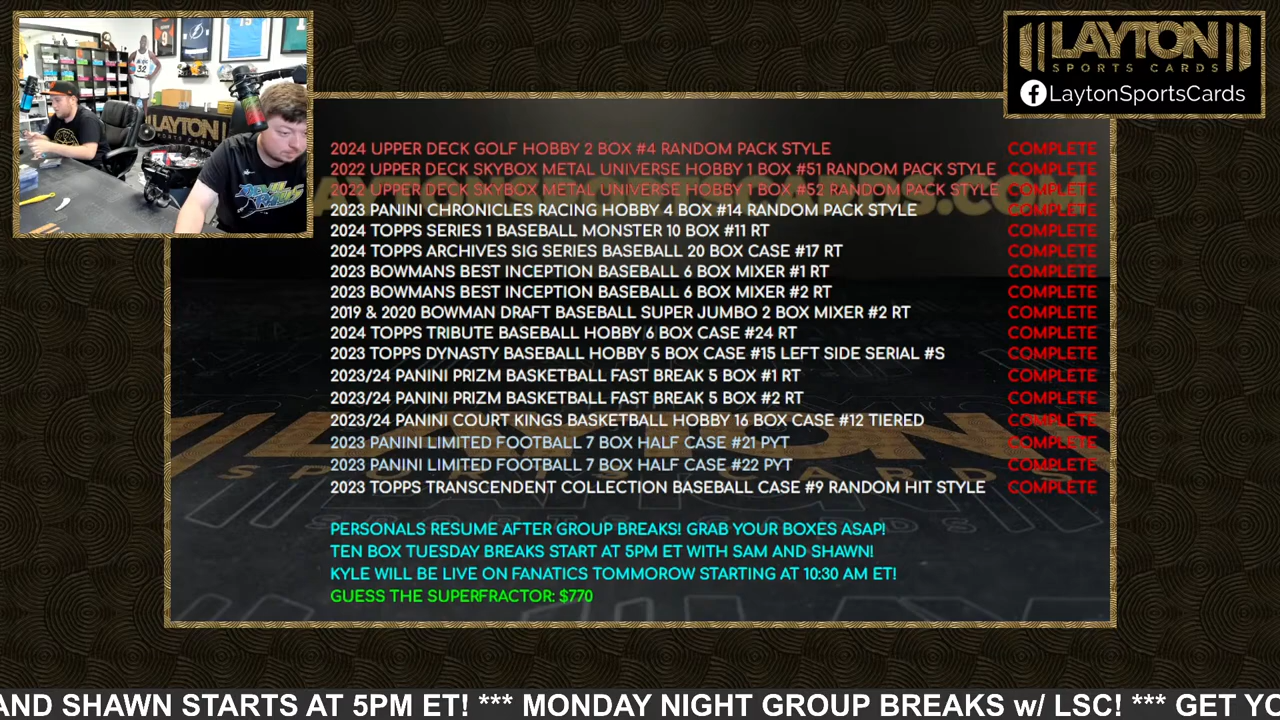 LAYTON
SPORTS CARDS
LaytonSportsCards
2024 UPPER DECK GOLF HOBBY 2 BOX #4 RANDOM PACK STYLE COMPLETE
2022 UPPER DECK SKYBOX METAL UNIVERSE HOBBY 1 BOX #51 RANDOM PACK STYLE COMPLETE
2022 UPPER DECK SKYBOX METAL UNIVERSE HOBBY 1 BOX #52 RANDOM PACK STYLE COMPLETE
2023 PANINI CHRONICLES RACING HOBBY 4 BOX #14 RANDOM PACK STYLE COMPLETE
2024 TOPPS SERIES 1 BASEBALL MONSTER 10 BOX #11 RT COMPLETE
2024 TOPPS ARCHIVES SIG SERIES BASEBALL 20 BOX CASE #17 RT COMPLETE
2023 BOWMANS BEST INCEPTION BASEBALL 6 BOX MIXER #1 RT COMPLETE
2023 BOWMANS BEST INCEPTION BASEBALL 6 BOX MIXER #2 RT COMPLETE
2019 & 2020 BOWMAN DRAFT BASEBALL SUPER JUMBO 2 BOX MIXER #2 RT COMPLETE
2024 TOPPS TRIBUTE BASEBALL HOBBY 6 BOX CASE #24 RT COMPLETE
2023 TOPPS DYNASTY BASEBALL HOBBY 5 BOX CASE #15 LEFT SIDE SERIAL #S COMPLETE
2023/24 PANINI PRIZM BASKETBALL FAST BREAK 5 BOX #1 RT COMPLETE
2023/24 PANINI PRIZM BASKETBALL FAST BREAK 5 BOX #2 RT COMPLETE
2023/24 PANINI COURT KINGS BASKETBALL HOBBY 16 BOX CASE #12 TIERED COMPLETE
2023 PANINI LIMITED FOOTBALL 7 BOX HALF CASE #21 PYT COMPLETE
2023 PANINI LIMITED FOOTBALL 7 BOX HALF CASE #22 PYT COMPLETE
2023 TOPPS TRANSCENDENT COLLECTION BASEBALL CASE #9 RANDOM HIT STYLE COMPLETE
PERSONALS RESUME AFTER GROUP BREAKS! GRAB YOUR BOXES ASAP!
TEN BOX TUESDAY BREAKS START AT 5PM ET WITH SAM AND SHAWN!
KYLE WILL BE LIVE ON FANATICS TOMMOROW STARTING AT 10:30 AM ET!
GUESS THE SUPERFRACTOR: $770
AND SHAWN STARTS AT 5PM ET! *** MONDAY NIGHT GROUP BREAKS w/ LSC! *** GET YO